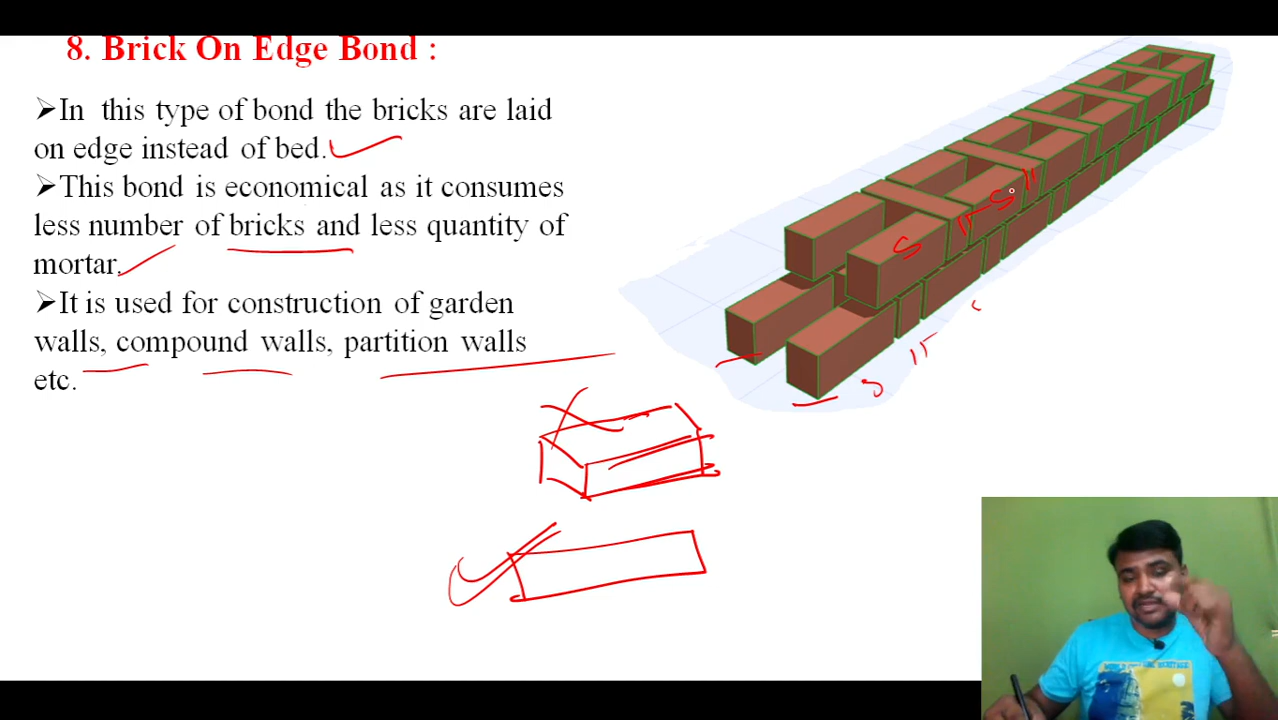 8. Brick On Edge Bond :
➢In this type of bond the bricks are laid
on edge instead of bed.
➢This bond is economical as it consumes
less number of bricks and less quantity of
mortar.
➢It is used for construction of garden
walls, compound walls, partition walls
etc.
S
S